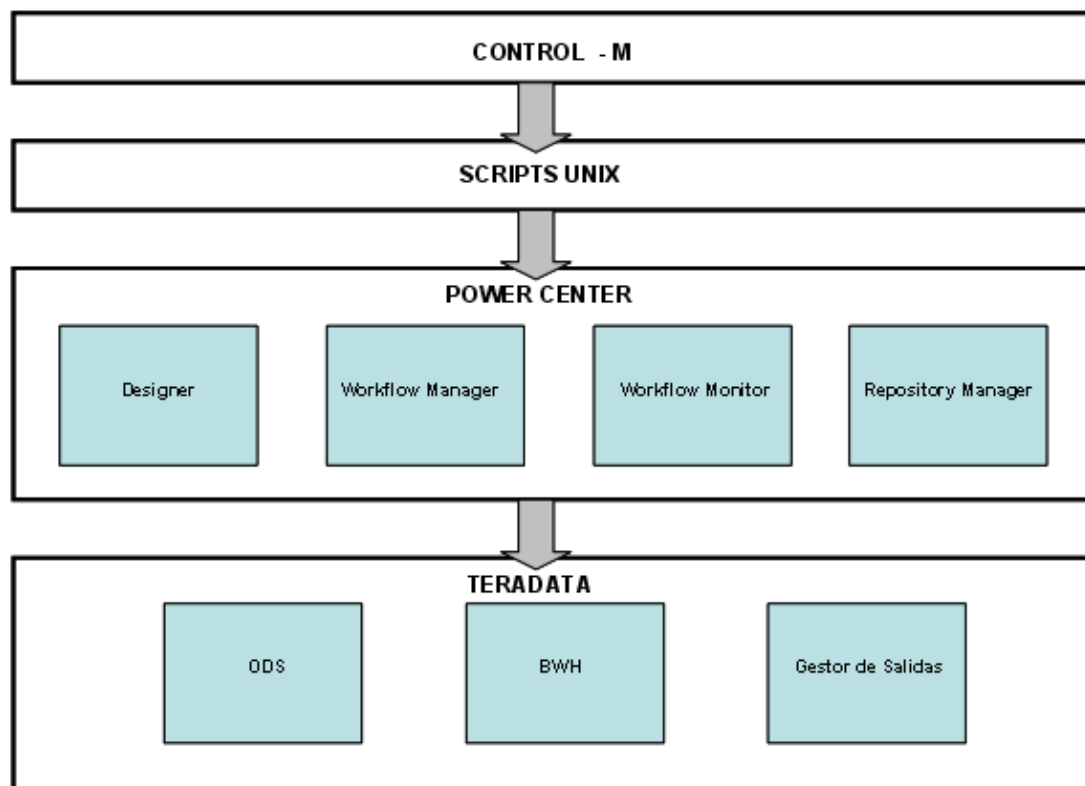 CONTROL - M
SCRIPTS UNIX
POWER CENTER
Designer
Workflow Manager
Workflow Monitor
Repository Manager
TERADATA
ODS
BWH
Gestor de Salidas